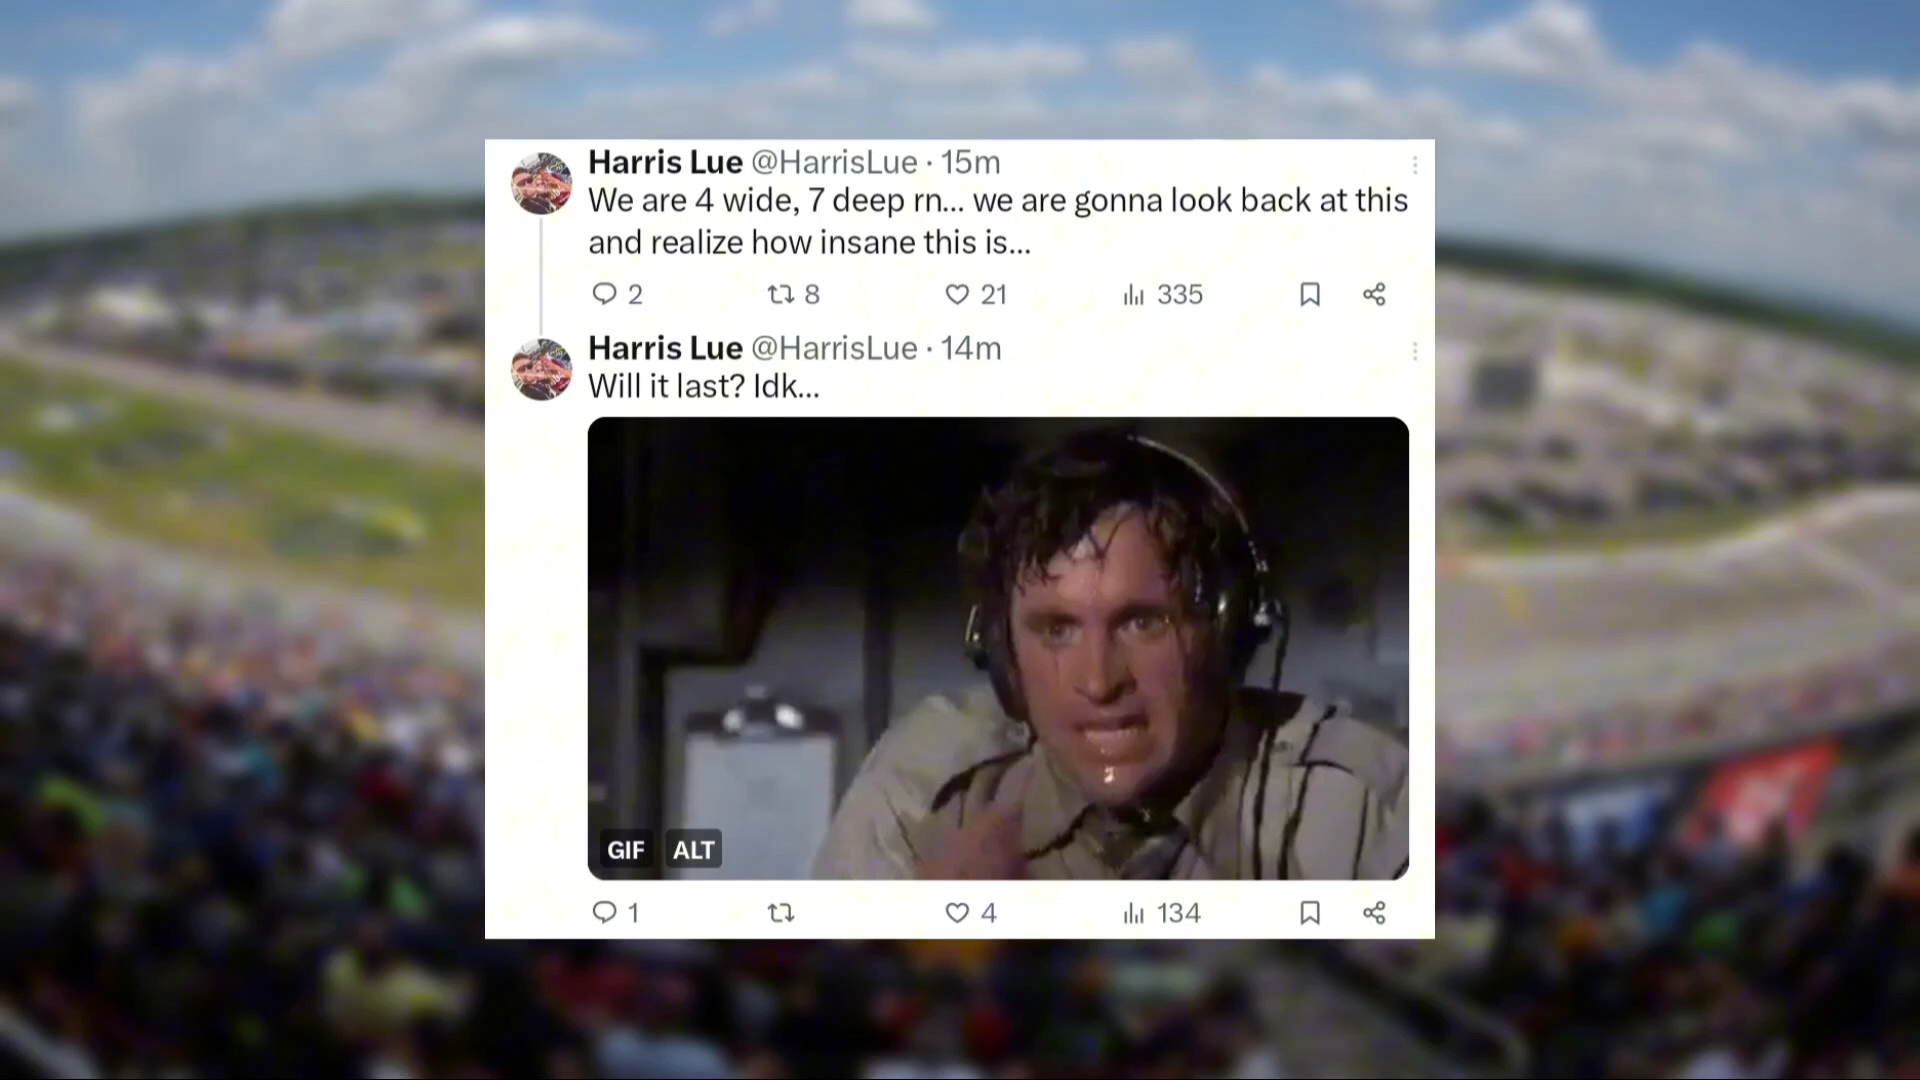 Harris Lue @HarrisLue · 15m
We are 4 wide, 7 deep rn... we are gonna look back at this
and realize how insane this is...
2 8 21 335
Harris Lue @HarrisLue · 14m
Will it last? Idk...
GIF ALT
1 4 134